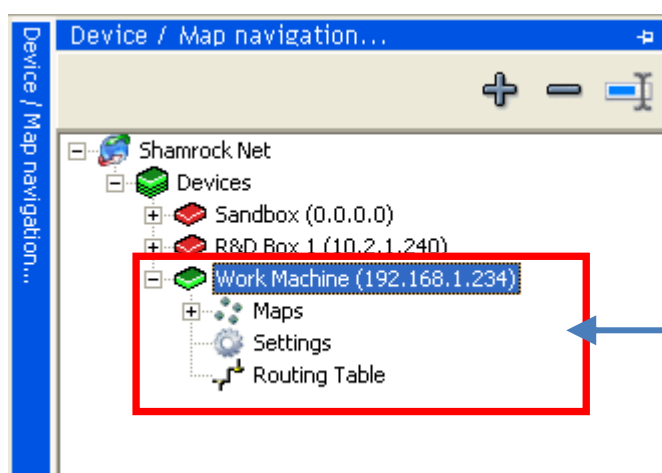 Device / Map navigation...
Device / Map navigation...
Shamrock Net
Devices
Sandbox (0.0.0.0)
R&D Box 1 (10.2.1.240)
Work Machine (192.168.1.234)
Maps
Settings
Routing Table